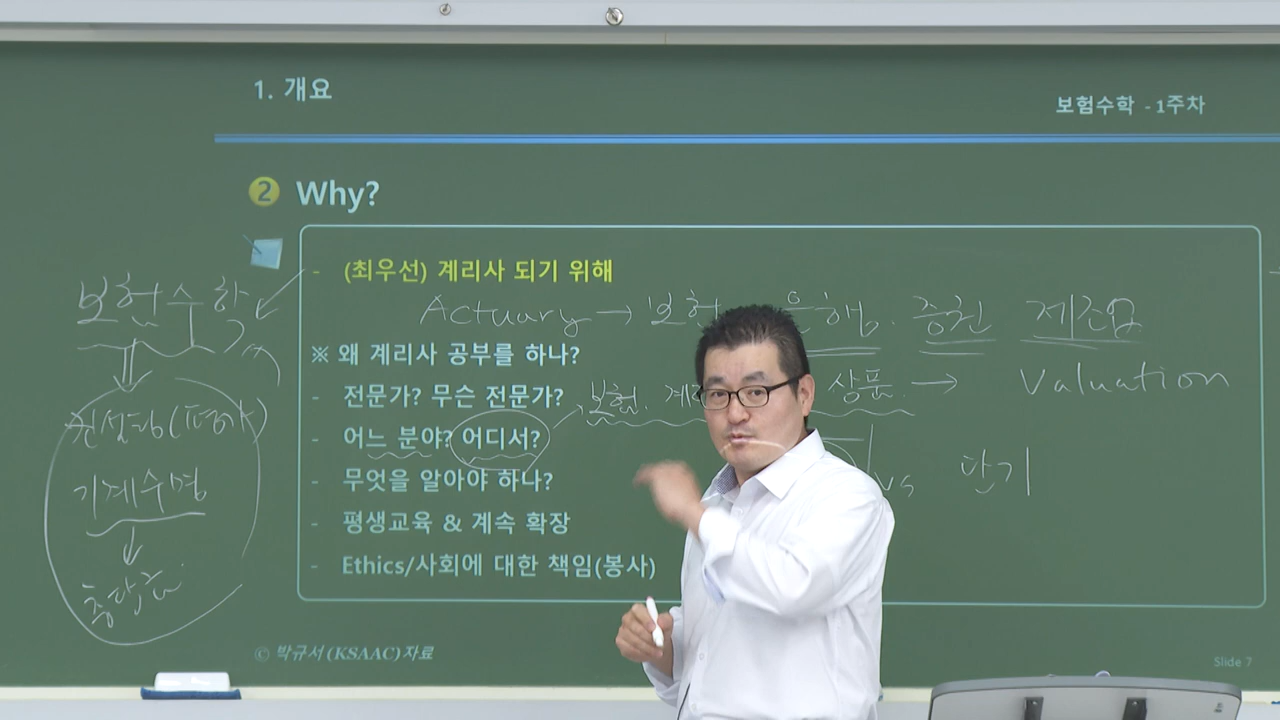 1. 개요
보험수학 - 1주차
2 Why?
- (최우선) 계리사 되기 위해
보험수학
Actuary → 보험 은행. 증권 제조업
※ 왜 계리사 공부를 하나?
- 전문가? 무슨 전문가?
보험. 계 상품. → Valuation
- 어느 분야? 어디서?
vs 단기
- 무엇을 알아야 하나?
기계수명
- 평생교육 & 계속 확장
- Ethics/사회에 대한 책임(봉사)
© 박규서 (KSAAC)자료
Slide 7